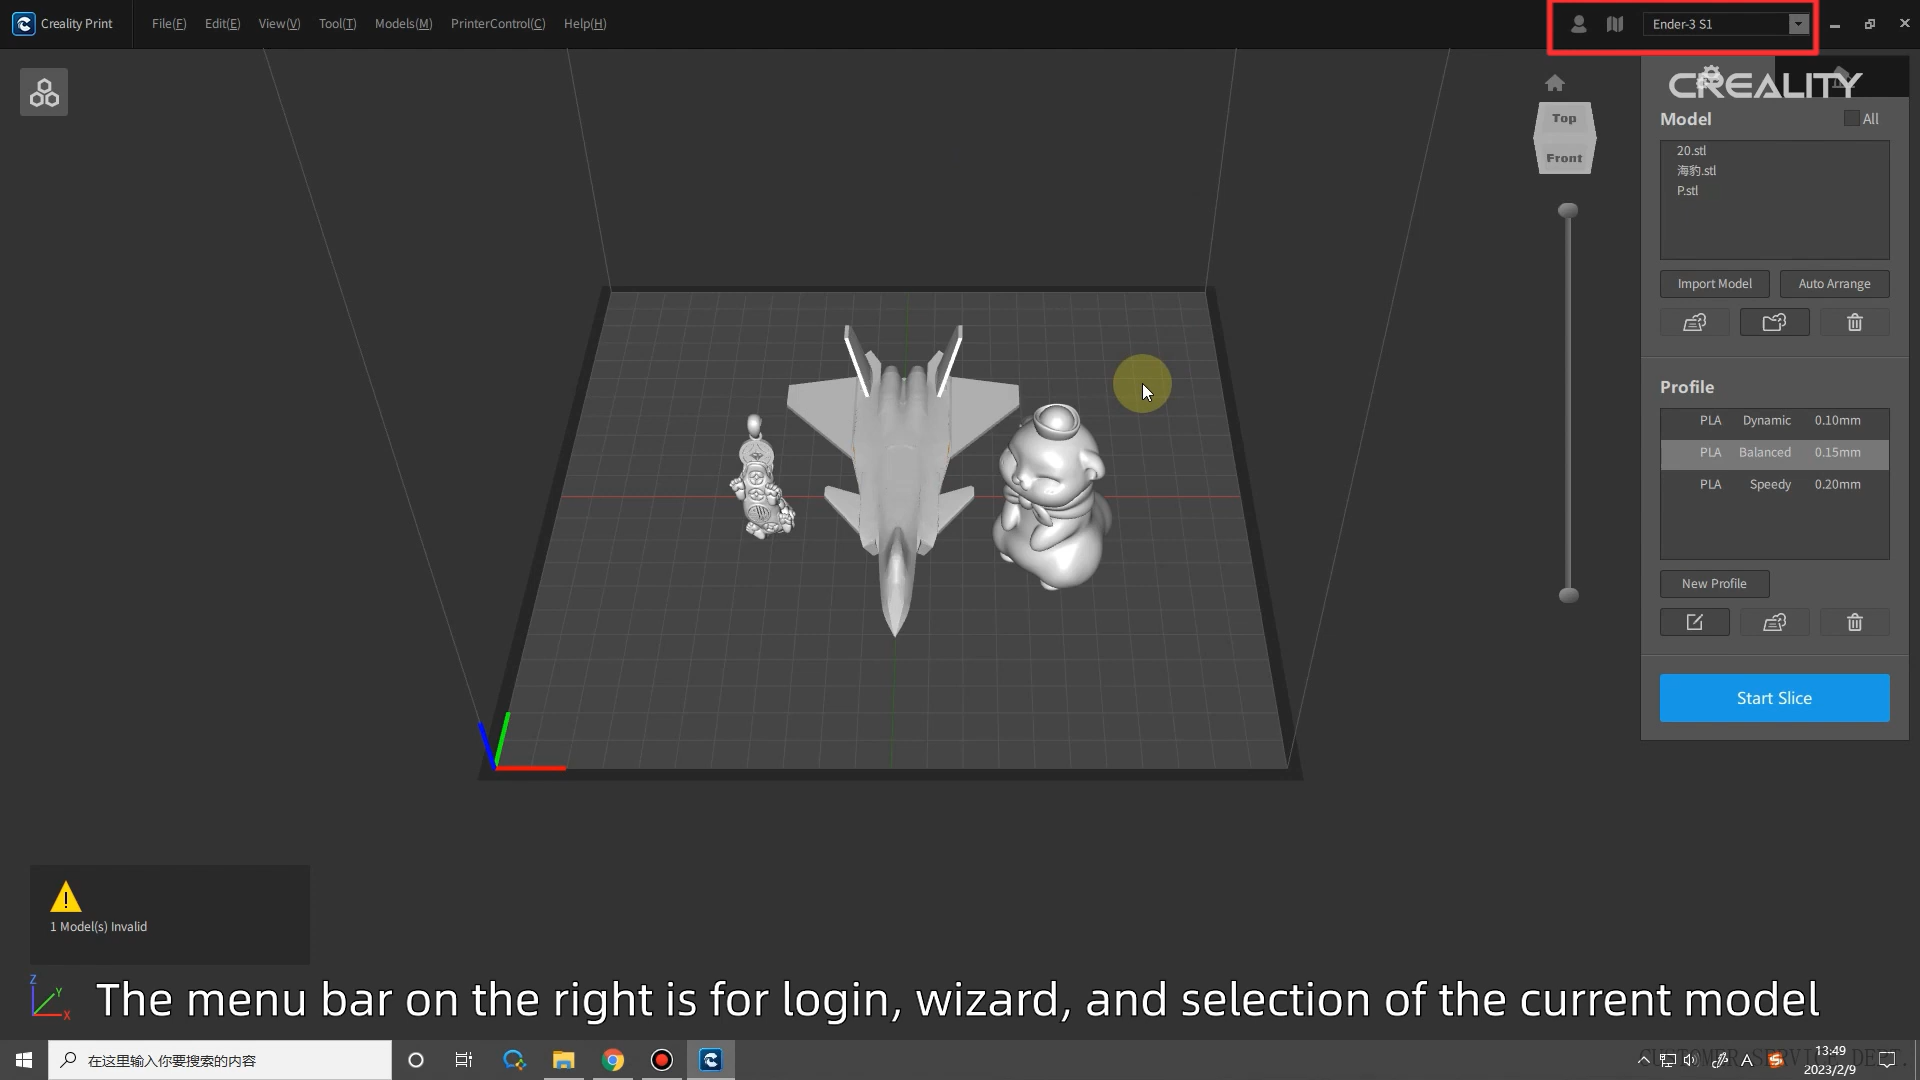 Creality Print File(F) Edit(E) View(V) Tool(T) Models(M) PrinterControl(C) Help(H) Ender-3 S1
CREALITY
Top
Front
Model All
20.stl
海豹.stl
P.stl
Import Model Auto Arrange
Profile
PLA Dynamic 0.10mm
PLA Balanced 0.15mm
PLA Speedy 0.20mm
New Profile
Start Slice
1 Model(s) Invalid
Z
Y
X
The menu bar on the right is for login, wizard, and selection of the current model
在这里输入你要搜索的内容
CUSTOMER SERVICE DEPT.
A
13:49
2023/2/9